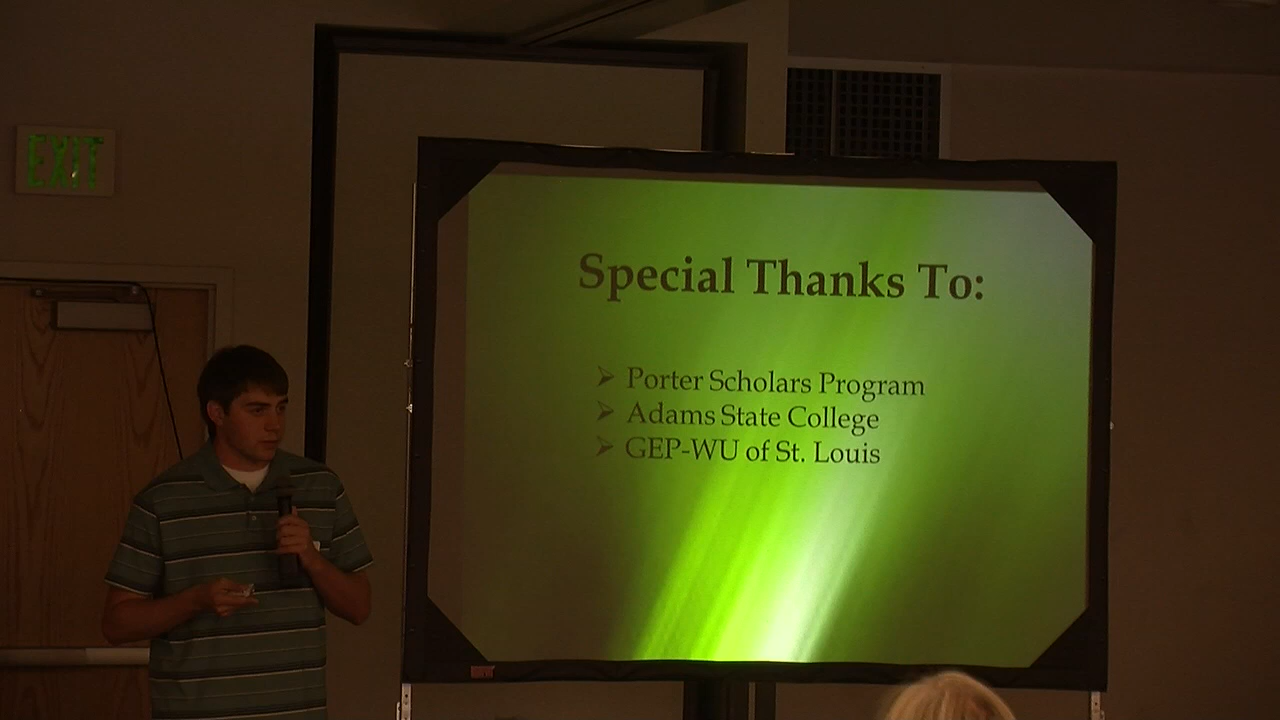 EXIT
Special Thanks To:
Porter Scholars Program
Adams State College
GEP-WU of St. Louis